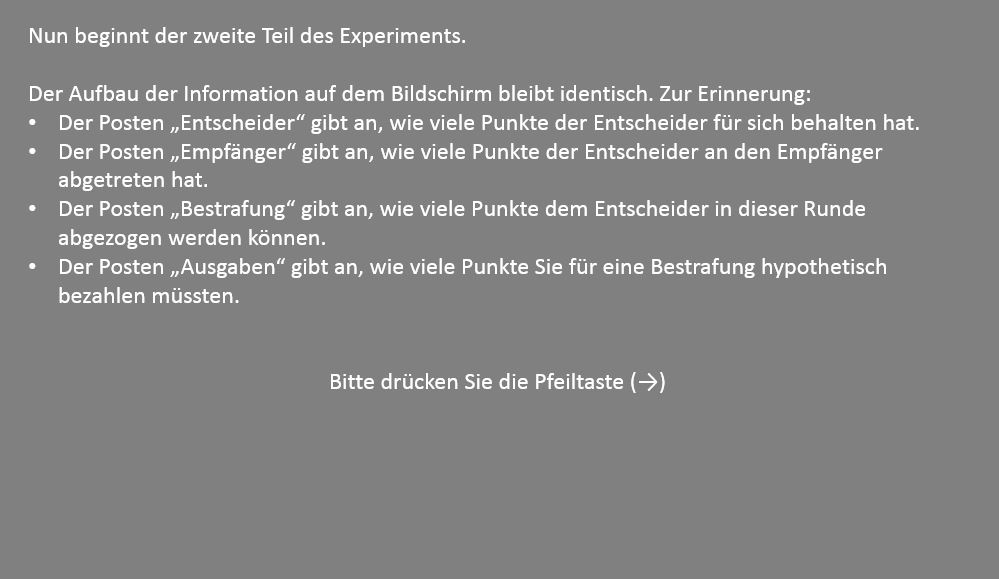 Nun beginnt der zweite Teil des Experiments.
Der Aufbau der Information auf dem Bildschirm bleibt identisch. Zur Erinnerung:
• Der Posten „Entscheider“ gibt an, wie viele Punkte der Entscheider für sich behalten hat.
• Der Posten „Empfänger“ gibt an, wie viele Punkte der Entscheider an den Empfänger
abgetreten hat.
• Der Posten „Bestrafung“ gibt an, wie viele Punkte dem Entscheider in dieser Runde
abgezogen werden können.
• Der Posten „Ausgaben“ gibt an, wie viele Punkte Sie für eine Bestrafung hypothetisch
bezahlen müssten.
Bitte drücken Sie die Pfeiltaste (→)